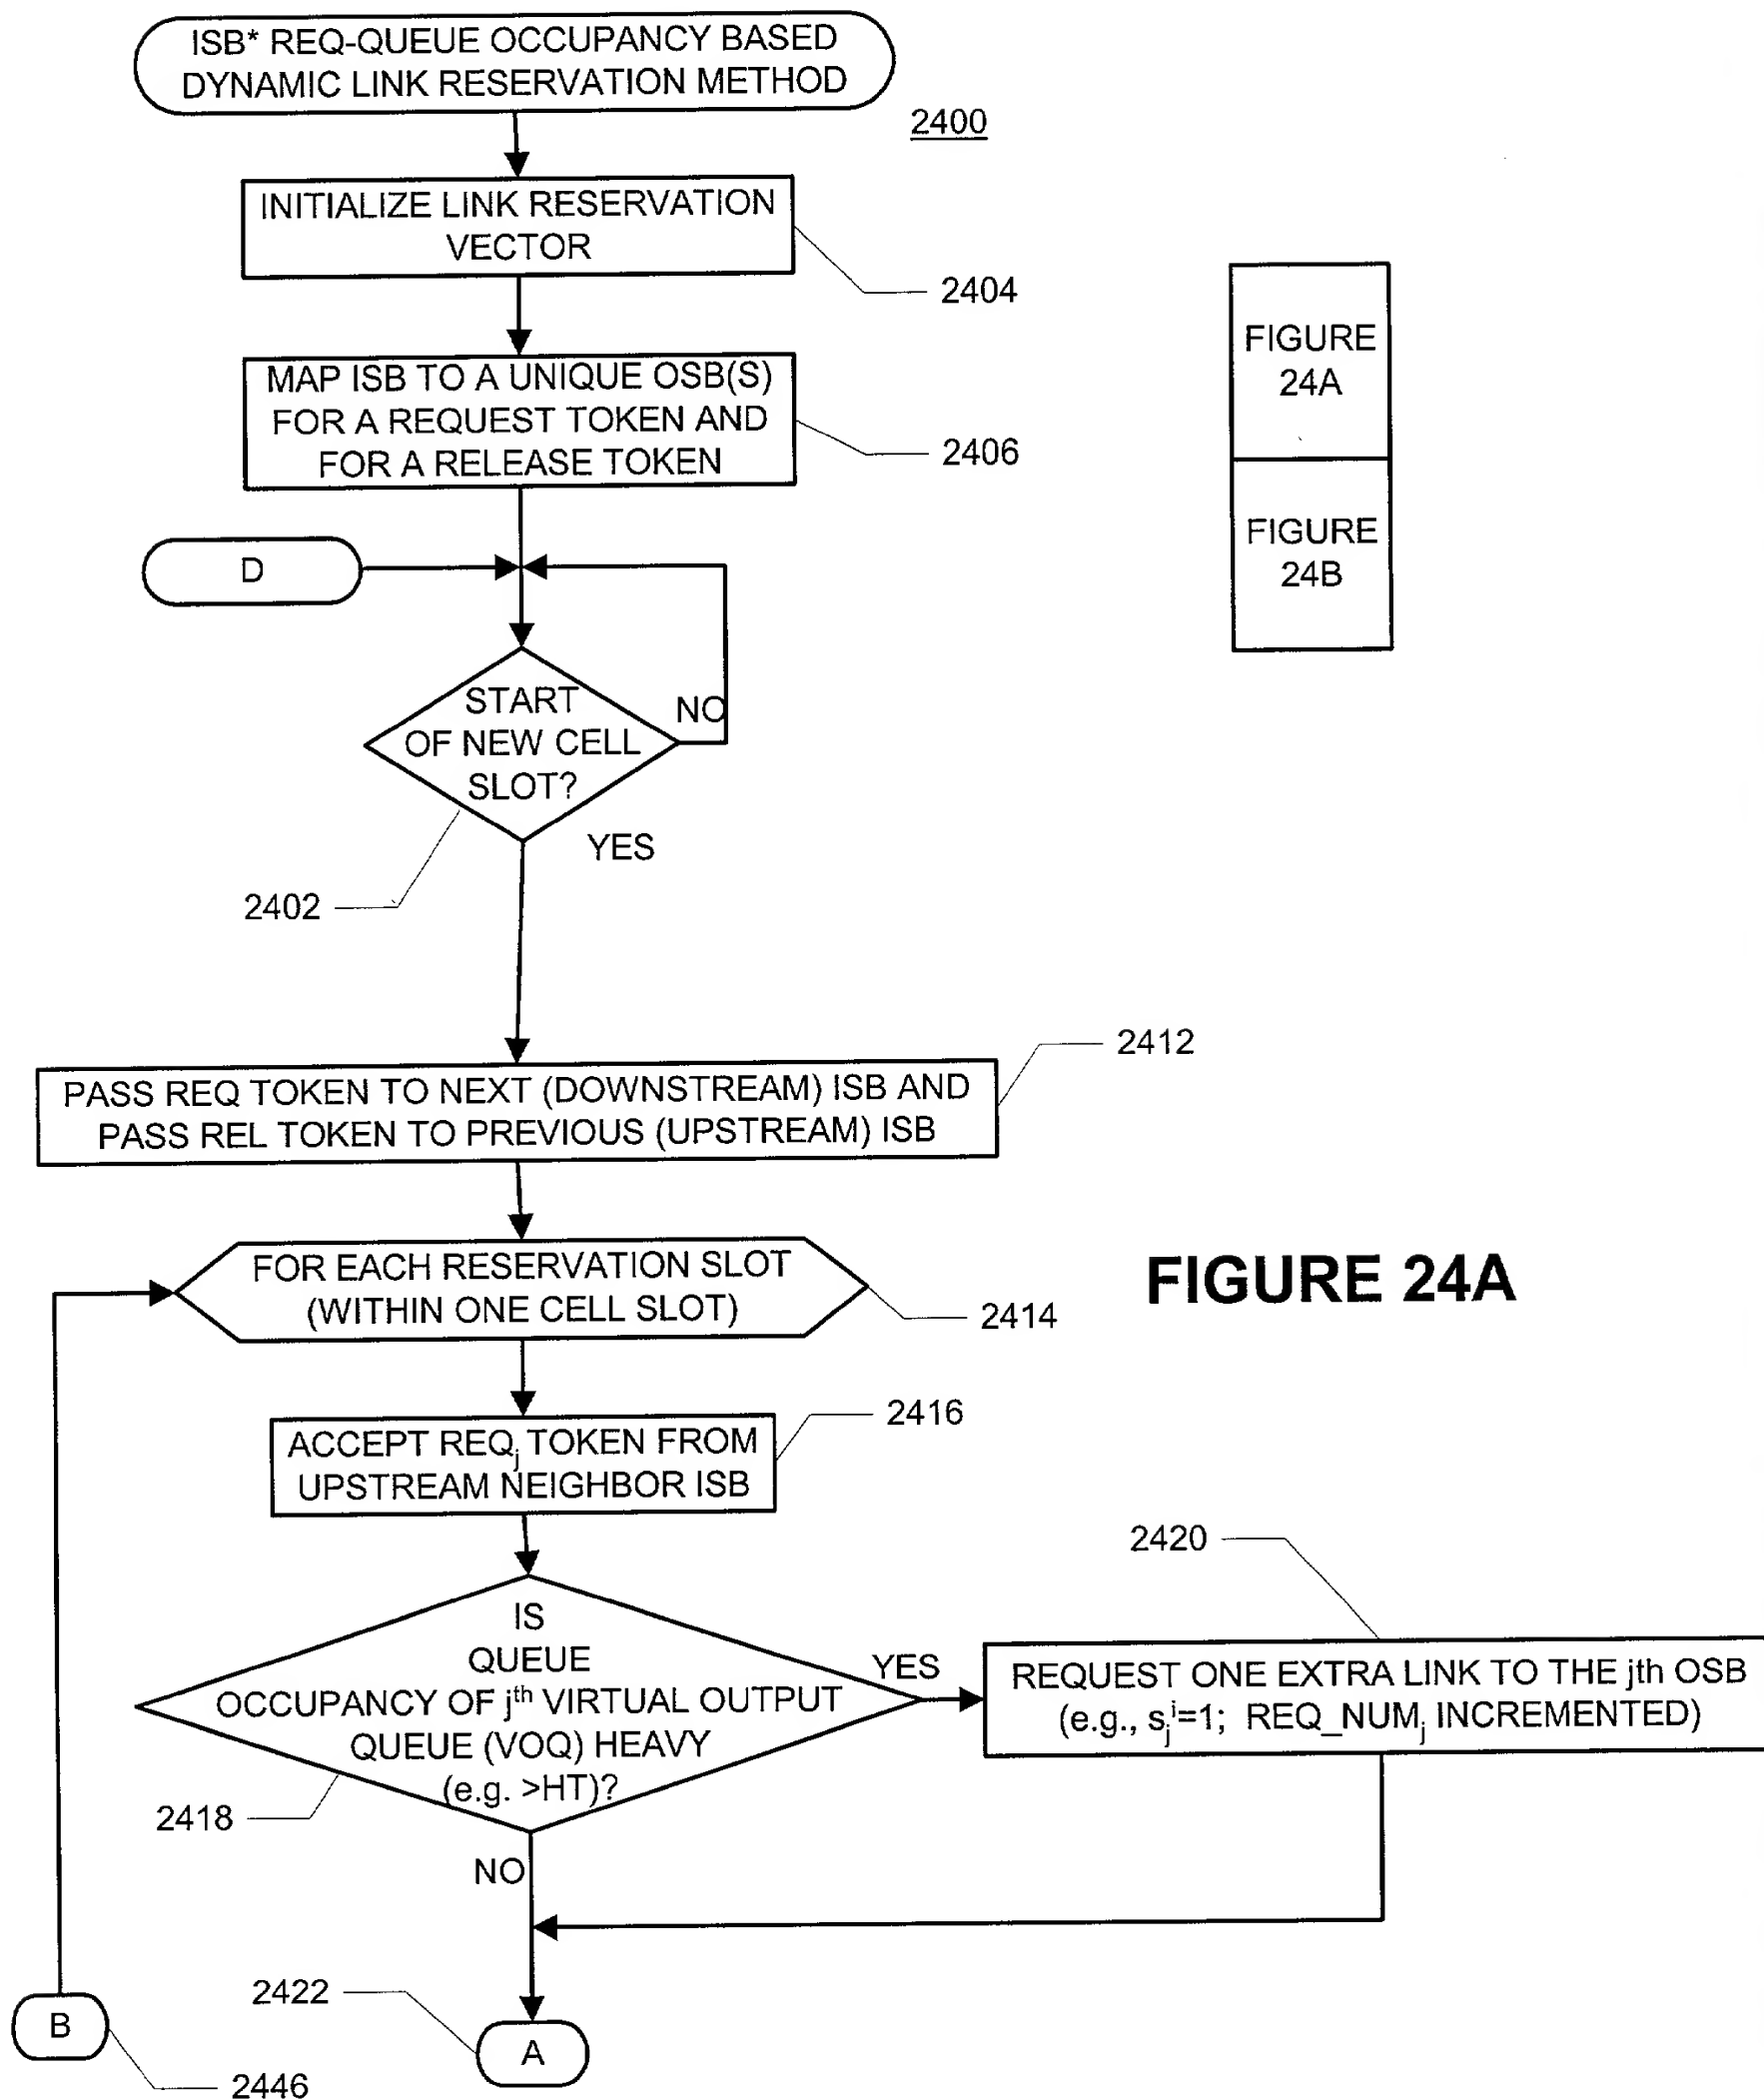 ISB* REQ-QUEUE OCCUPANCY BASED
DYNAMIC LINK RESERVATION METHOD
2400
INITIALIZE LINK RESERVATION
VECTOR
2404
FIGURE
24A
MAP ISB TO A UNIQUE OSB(S)
FOR A REQUEST TOKEN AND
FOR A RELEASE TOKEN
2406
FIGURE
24B
D
START
OF NEW CELL
SLOT?
NO
YES
2402
2412
PASS REQ TOKEN TO NEXT (DOWNSTREAM) ISB AND
PASS REL TOKEN TO PREVIOUS (UPSTREAM) ISB
FOR EACH RESERVATION SLOT
(WITHIN ONE CELL SLOT)
2414
FIGURE 24A
2416
ACCEPT REQj TOKEN FROM
UPSTREAM NEIGHBOR ISB
2420
IS
QUEUE
OCCUPANCY OF jth VIRTUAL OUTPUT
QUEUE (VOQ) HEAVY
(e.g. >HT)?
YES
REQUEST ONE EXTRA LINK TO THE jth OSB
(e.g., sji=1; REQ_NUMj INCREMENTED)
2418
NO
2422
B
A
2446